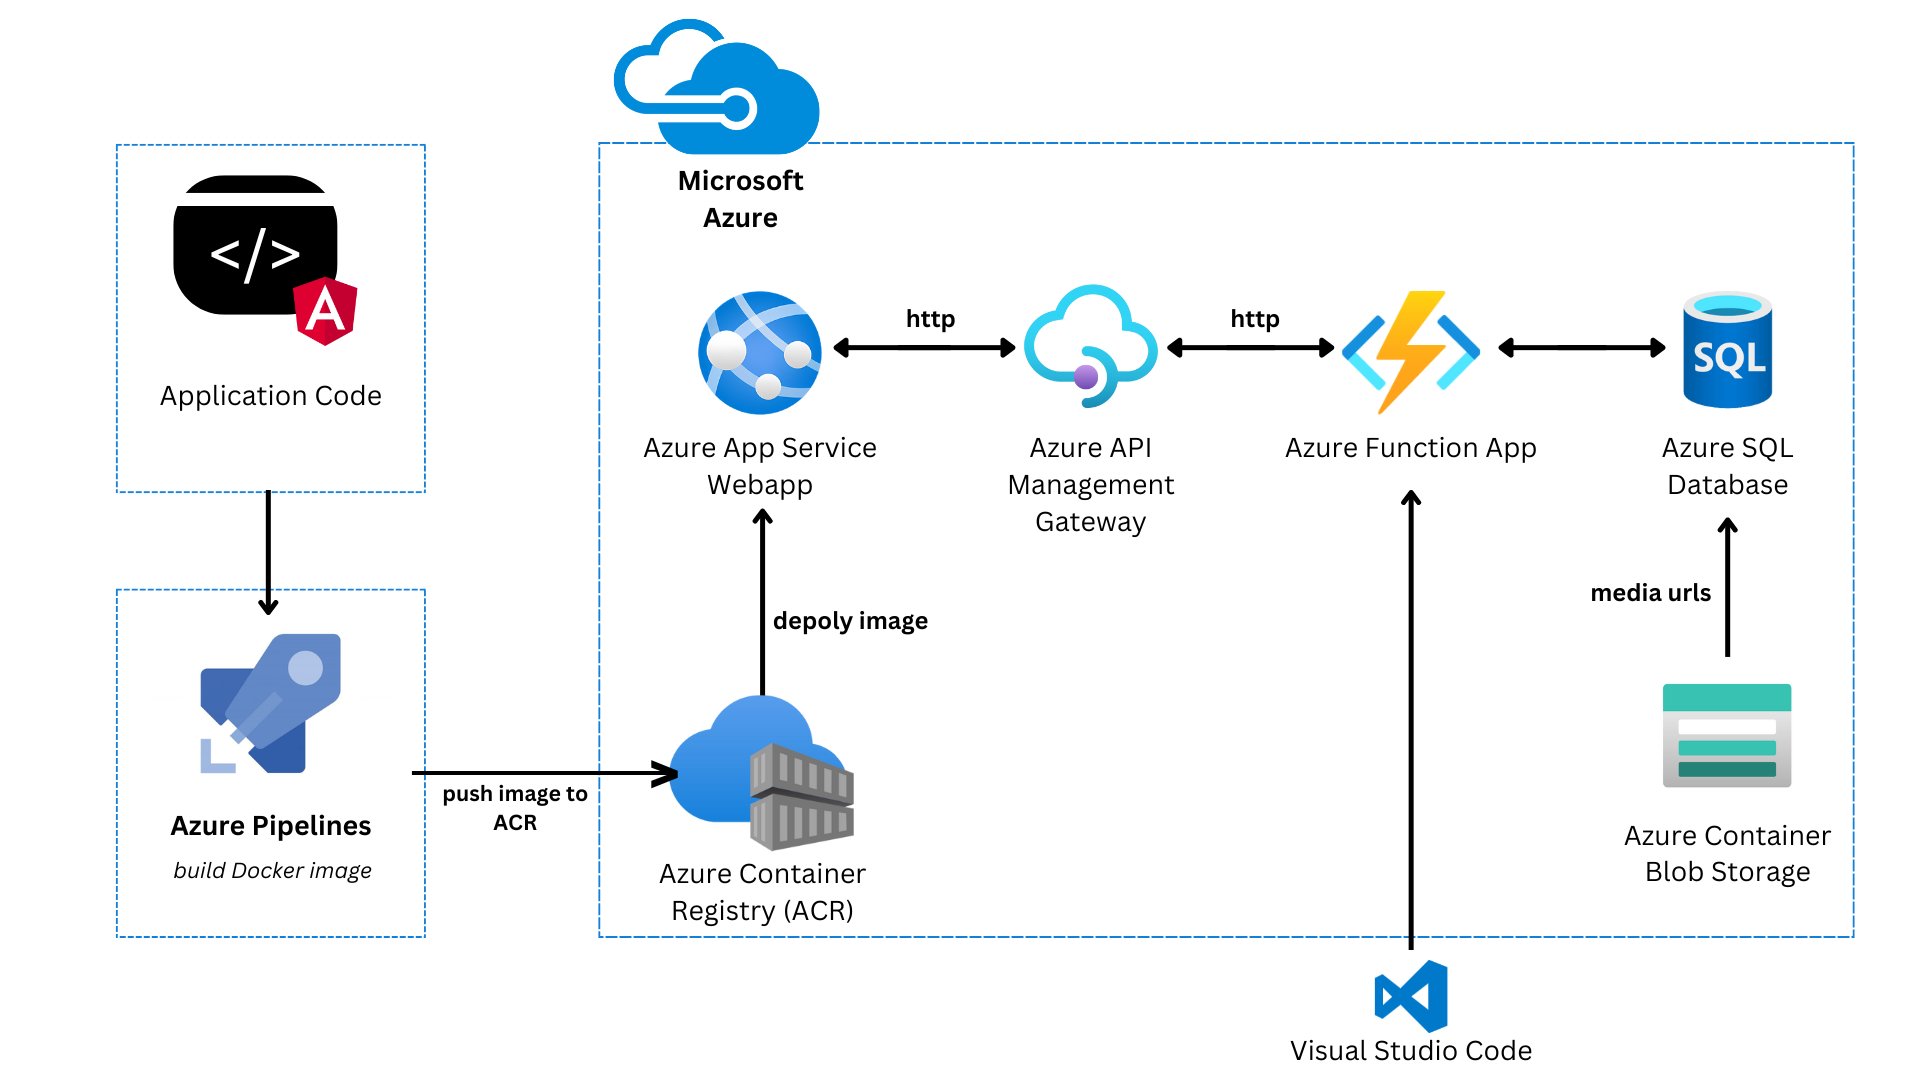 Microsoft
Azure
</>
A
Application Code
http
http
SQL
Azure App Service
Webapp
Azure API
Management
Gateway
Azure Function App
Azure SQL
Database
media urls
depoly image
push image to
ACR
Azure Pipelines
build Docker image
Azure Container
Registry (ACR)
Azure Container
Blob Storage
Visual Studio Code